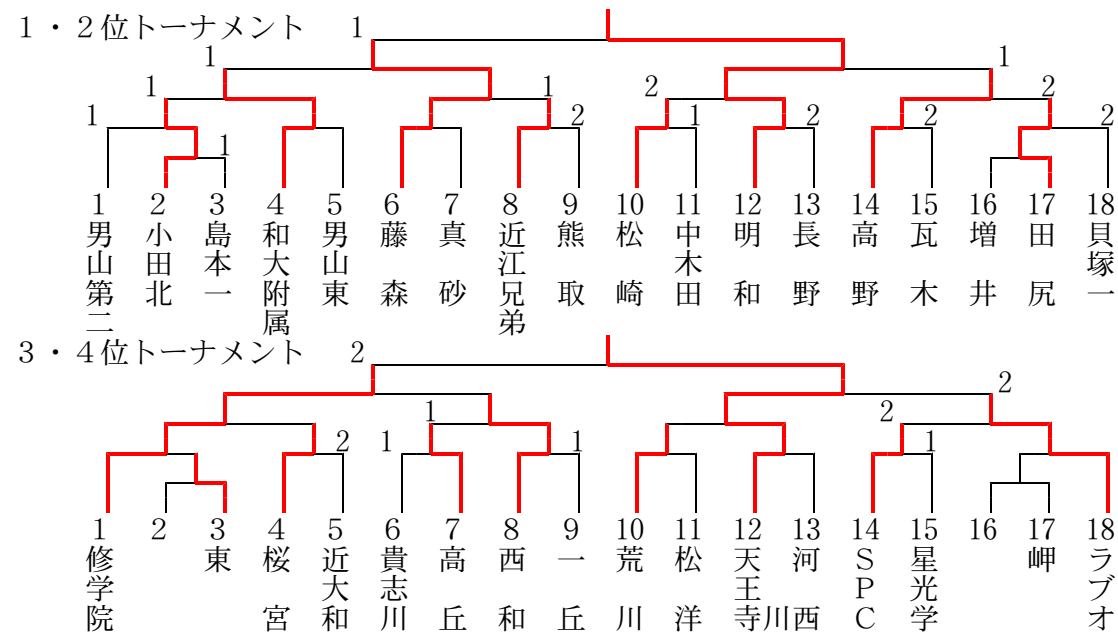 １・２位トーナメント 1
1 1
1 1 2 2
1 1 2 1 2 2 2
1 2 3 4 5 6 7 8 9 10 11 12 13 14 15 16 17 18
男山第二 小田北 島本一 和大附属 男山東 藤森 真砂 近江兄弟 熊取 松崎 中木田 明和 長野 高野 瓦木 増井 田尻 貝塚一
３・４位トーナメント 2
2
1 2
2 1 1 1
1 2 3 4 5 6 7 8 9 10 11 12 13 14 15 16 17 18
修学院 東 桜宮 近大和 貴志川 高丘 西和 一丘 荒川 松洋 天王寺 河西川 ＳＰＣ 星光学 岬 ラブオ